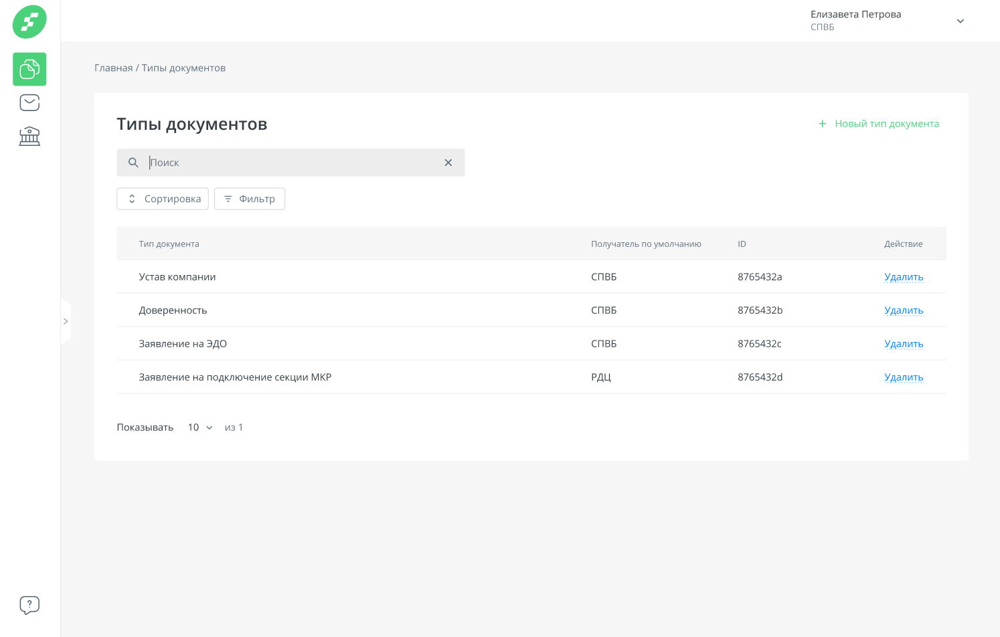 Елизавета Петрова
СПВБ
Главная / Типы документов
Типы документов
+ Новый тип документа
Поиск
Сортировка Фильтр
Тип документа Получатель по умолчанию ID Действие
Устав компании СПВБ 8765432a Удалить
Доверенность СПВБ 8765432b Удалить
Заявление на ЭДО СПВБ 8765432c Удалить
Заявление на подключение секции МКР РДЦ 8765432d Удалить
Показывать 10 из 1